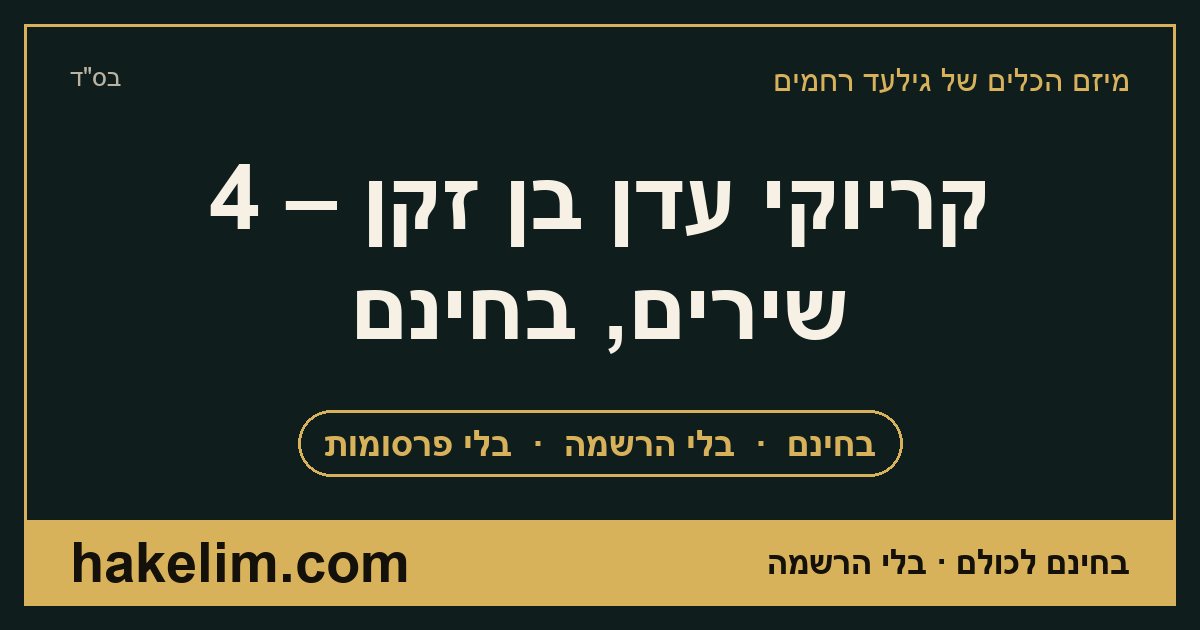 מיזם הכלים של גילעד רחמים
בס"ד
קריוקי עדן בן זקן – 4
שירים, בחינם
בחינם · בלי הרשמה · בלי פרסומות
בחינם לכולם · בלי הרשמה
hakelim.com